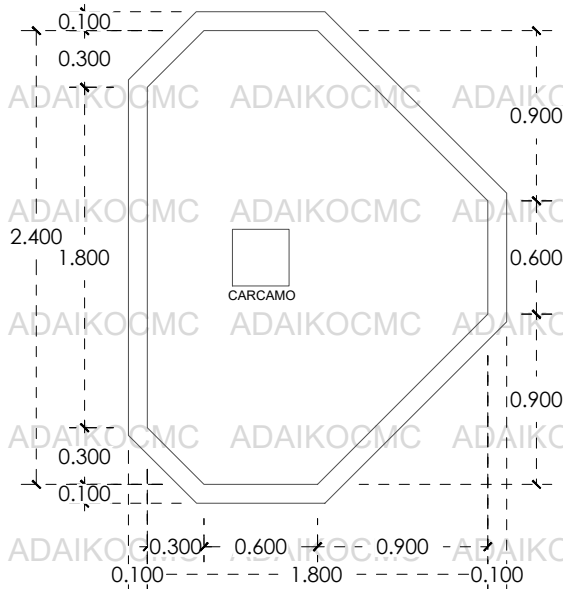 0.100
0.300
ADAIKOCMC ADAIKOCMC ADAIKC
0.900
ADAIKOCMC ADAIKOCMC ADAIKC
2.400
1.800
0.600
CARCAMO
ADAIKOCMC ADAIKOCMC ADAIKC
0.900
ADAIKOCMC ADAIKOCMC ADAIKC
0.300
0.100
ADAIKOCMC ADAIKOCMC ADAIKC
0.300 0.600 0.900
0.100 1.800 0.100